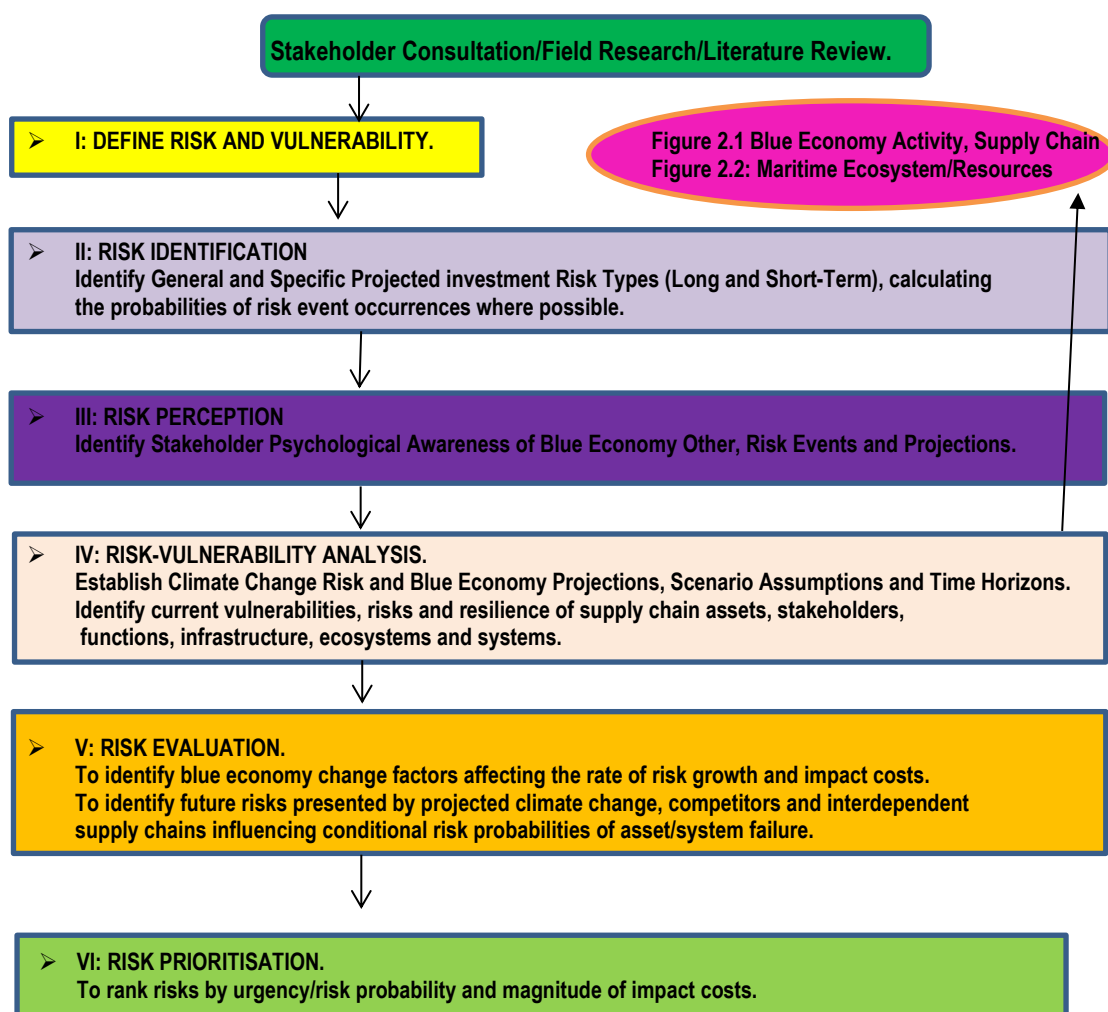 Stakeholder Consultation/Field Research/Literature Review.
➢ I: DEFINE RISK AND VULNERABILITY.
Figure 2.1 Blue Economy Activity, Supply Chain
Figure 2.2: Maritime Ecosystem/Resources
➢ II: RISK IDENTIFICATION
Identify General and Specific Projected investment Risk Types (Long and Short-Term), calculating
the probabilities of risk event occurrences where possible.
➢ III: RISK PERCEPTION
Identify Stakeholder Psychological Awareness of Blue Economy Other, Risk Events and Projections.
➢ IV: RISK-VULNERABILITY ANALYSIS.
Establish Climate Change Risk and Blue Economy Projections, Scenario Assumptions and Time Horizons.
Identify current vulnerabilities, risks and resilience of supply chain assets, stakeholders,
functions, infrastructure, ecosystems and systems.
➢ V: RISK EVALUATION.
To identify blue economy change factors affecting the rate of risk growth and impact costs.
To identify future risks presented by projected climate change, competitors and interdependent
supply chains influencing conditional risk probabilities of asset/system failure.
➢ VI: RISK PRIORITISATION.
To rank risks by urgency/risk probability and magnitude of impact costs.